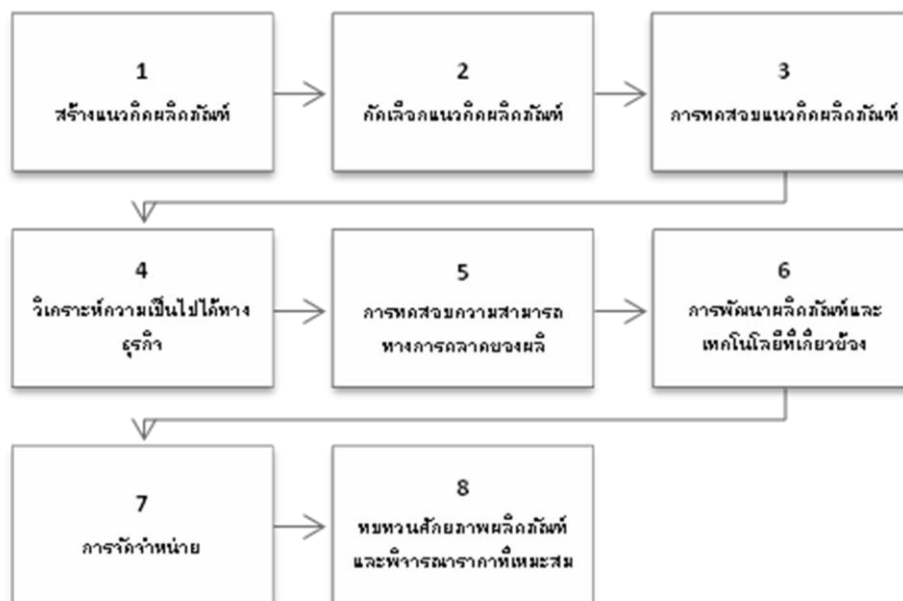 1
สร้างแนวคิดผลิตภัณฑ์
2
คัดเลือกแนวคิดผลิตภัณฑ์
3
การทดสอบแนวคิดผลิตภัณฑ์
4
วิเคราะห์ความเป็นไปได้ทาง
ธุรกิจ
5
การทดสอบความสามารถ
ทางการตลาดของผลิ
6
การพัฒนาผลิตภัณฑ์และ
เทคโนโลยีที่เกี่ยวข้อง
7
การจัดจำหน่าย
8
ทบทวนศักยภาพผลิตภัณฑ์
และพิจารณาราคาที่เหมะสม